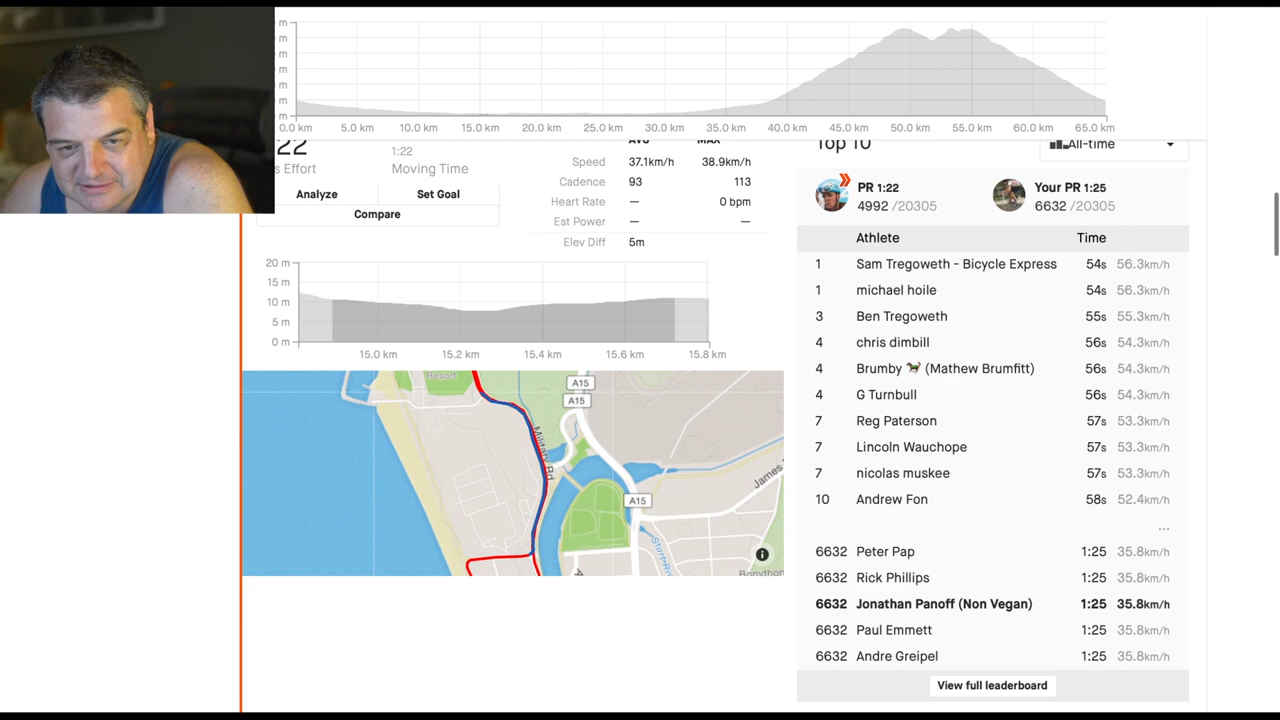 m
m
m
m
m
m
m
0.0 km 5.0 km 10.0 km 15.0 km 20.0 km 25.0 km 30.0 km 35.0 km 40.0 km 45.0 km 50.0 km 55.0 km 60.0 km 65.0 km
:22
s Effort
1:22
Moving Time
Analyze Set Goal
Compare
AVG MAX
Speed 37.1km/h 38.9km/h
Cadence 93 113
Heart Rate — 0 bpm
Est Power — —
Elev Diff 5m
20 m
15 m
10 m
5 m
0 m
15.0 km 15.2 km 15.4 km 15.6 km 15.8 km
Resort
A15
A15
Military Rd
A15
James
Sturt Riv
A
Bonython
Top 10
All-time
PR 1:22
4992 /20305
Your PR 1:25
6632 /20305
Athlete Time
1 Sam Tregoweth - Bicycle Express 54s 56.3km/h
1 michael hoile 54s 56.3km/h
3 Ben Tregoweth 55s 55.3km/h
4 chris dimbill 56s 54.3km/h
4 Brumby 🐎 (Mathew Brumfitt) 56s 54.3km/h
4 G Turnbull 56s 54.3km/h
7 Reg Paterson 57s 53.3km/h
7 Lincoln Wauchope 57s 53.3km/h
7 nicolas muskee 57s 53.3km/h
10 Andrew Fon 58s 52.4km/h
...
6632 Peter Pap 1:25 35.8km/h
6632 Rick Phillips 1:25 35.8km/h
6632 Jonathan Panoff (Non Vegan) 1:25 35.8km/h
6632 Paul Emmett 1:25 35.8km/h
6632 Andre Greipel 1:25 35.8km/h
View full leaderboard